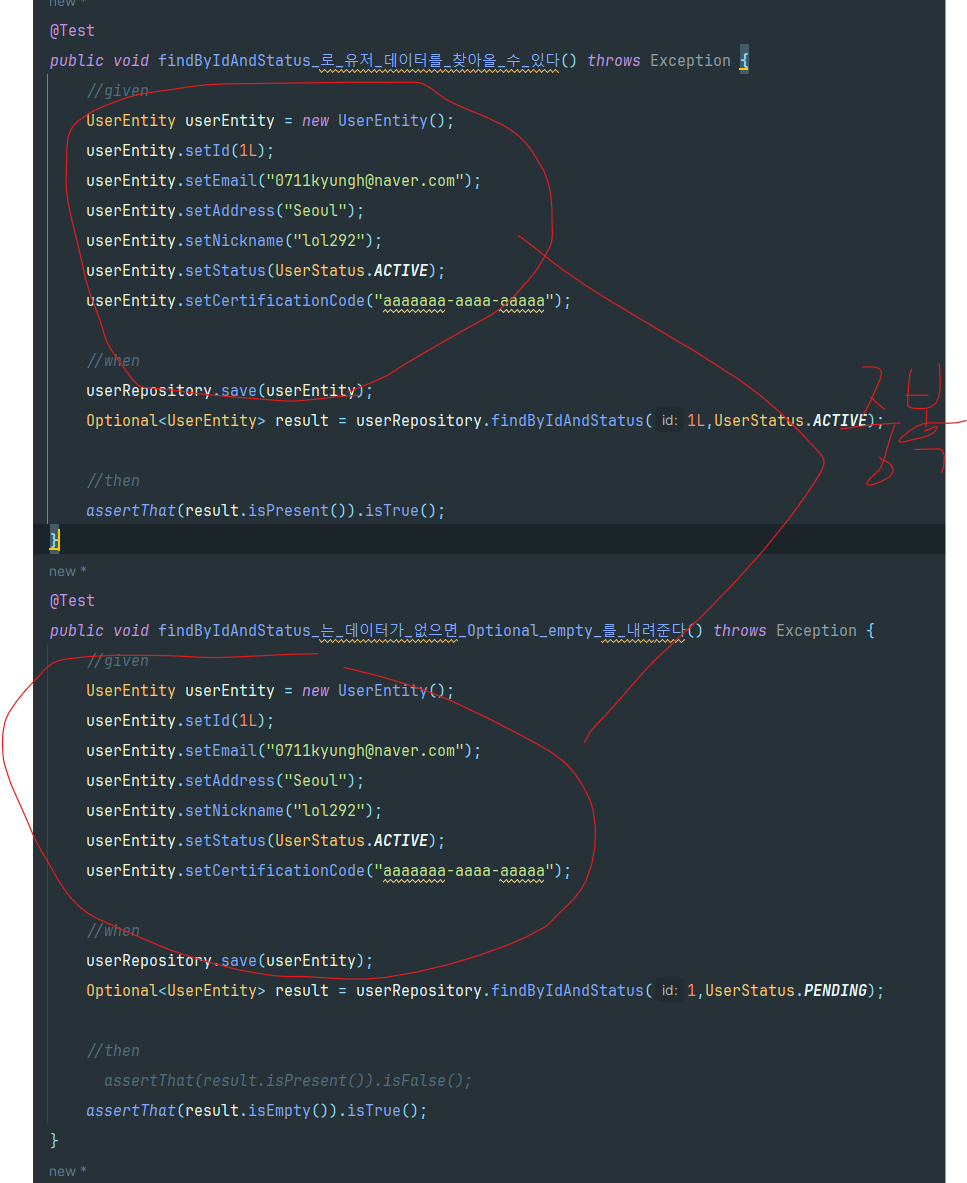 new *
@Test
public void findByIdAndStatus_로_유저_데이터를_찾아올_수_있다() throws Exception {
//given
UserEntity userEntity = new UserEntity();
userEntity.setId(1L);
userEntity.setEmail("0711kyungh@naver.com");
userEntity.setAddress("Seoul");
userEntity.setNickname("lol292");
userEntity.setStatus(UserStatus.ACTIVE);
userEntity.setCertificationCode("aaaaaaa-aaaa-aaaaa");
//when
userRepository.save(userEntity);
Optional<UserEntity> result = userRepository.findByIdAndStatus( id: 1L,UserStatus.ACTIVE);
중복
//then
assertThat(result.isPresent()).isTrue();
}
new *
@Test
public void findByIdAndStatus_는_데이터가_없으면_Optional_empty_를_내려준다() throws Exception {
//given
UserEntity userEntity = new UserEntity();
userEntity.setId(1L);
userEntity.setEmail("0711kyungh@naver.com");
userEntity.setAddress("Seoul");
userEntity.setNickname("lol292");
userEntity.setStatus(UserStatus.ACTIVE);
userEntity.setCertificationCode("aaaaaaa-aaaa-aaaaa");
//when
userRepository.save(userEntity);
Optional<UserEntity> result = userRepository.findByIdAndStatus( id: 1,UserStatus.PENDING);
//then
assertThat(result.isPresent()).isFalse();
assertThat(result.isEmpty()).isTrue();
}
new *